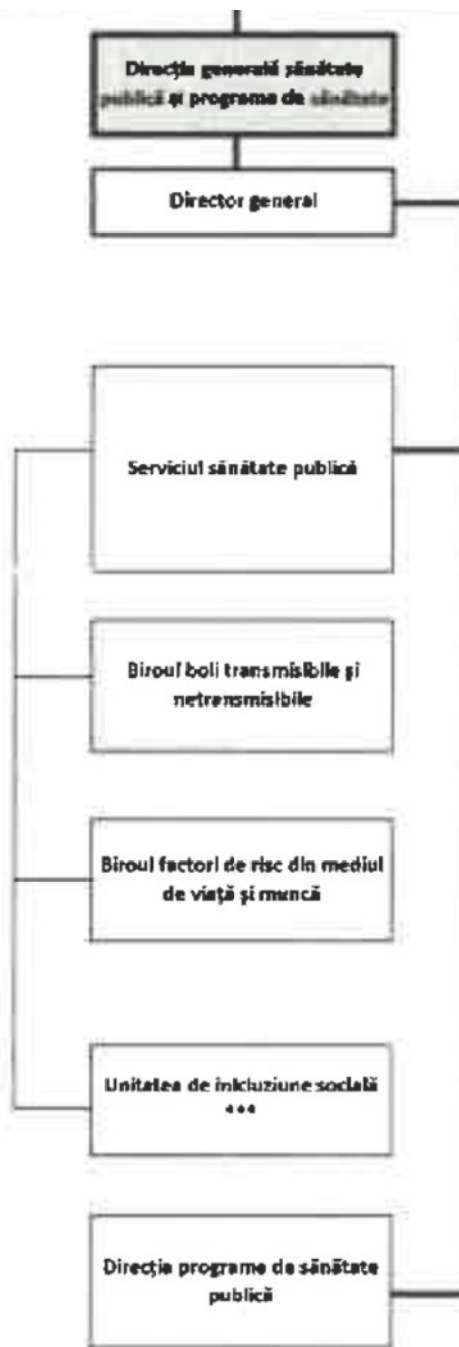 Direcția generală sănătate
publică și programe de sănătate
Director general
Serviciul sănătate publică
Biroul boli transmisibile și
netransmisibile
Biroul factori de risc din mediul
de viață și muncă
Unitatea de incluziune socială
***
Direcția programe de sănătate
publică